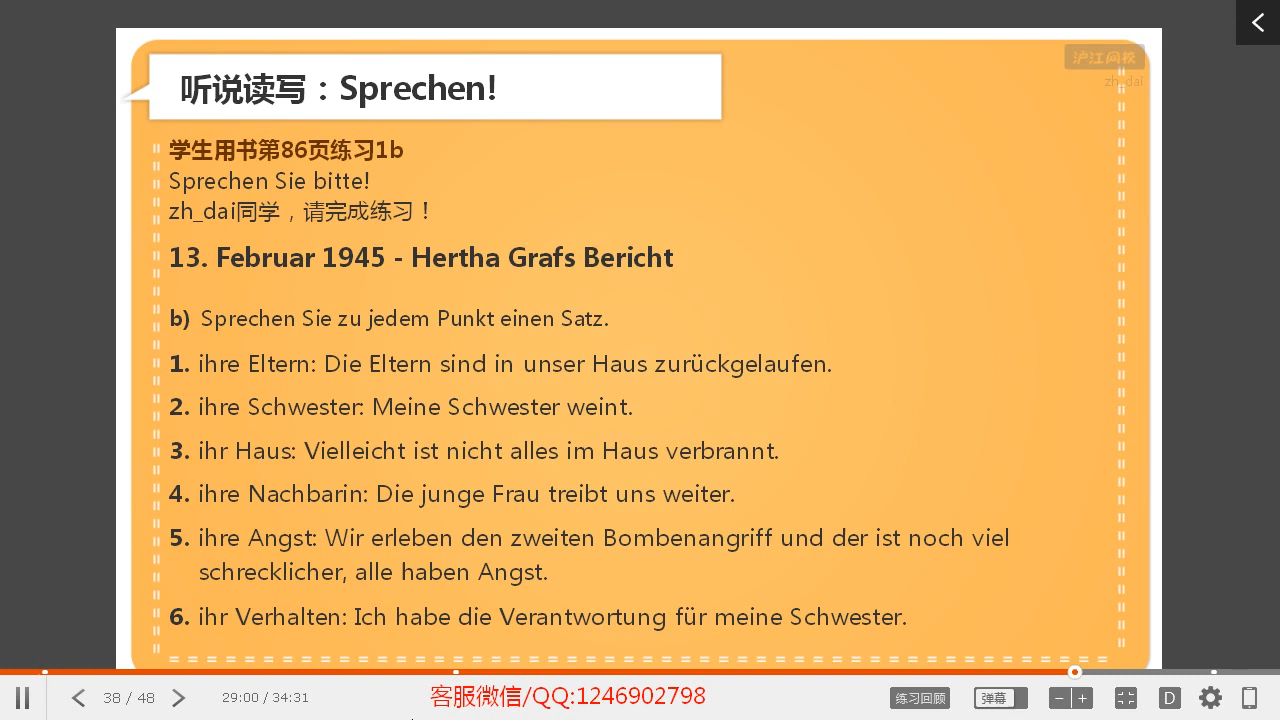 听说读写：Sprechen!
沪江网校
zh_dai
学生用书第86页练习1b
Sprechen Sie bitte!
zh_dai同学，请完成练习！
13. Februar 1945 - Hertha Grafs Bericht
b) Sprechen Sie zu jedem Punkt einen Satz.
1. ihre Eltern: Die Eltern sind in unser Haus zurückgelaufen.
2. ihre Schwester: Meine Schwester weint.
3. ihr Haus: Vielleicht ist nicht alles im Haus verbrannt.
4. ihre Nachbarin: Die junge Frau treibt uns weiter.
5. ihre Angst: Wir erleben den zweiten Bombenangriff und der ist noch viel
schrecklicher, alle haben Angst.
6. ihr Verhalten: Ich habe die Verantwortung für meine Schwester.
38 / 48 29:00 / 34:31 客服微信/QQ:1246902798 练习回顾 弹幕 D